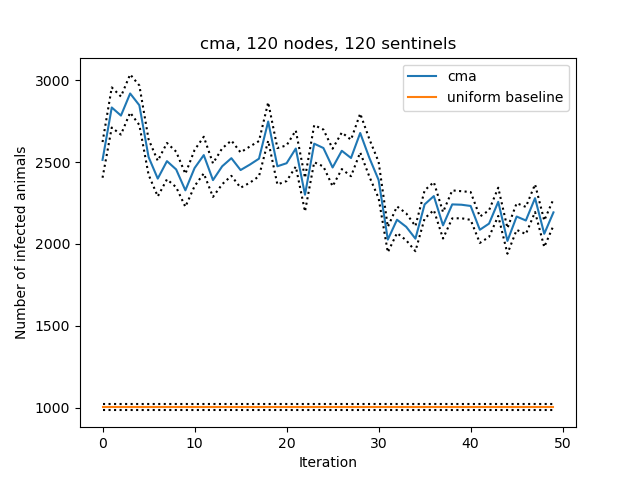 cma, 120 nodes, 120 sentinels
cma
uniform baseline
Number of infected animals
3000
2500
2000
1500
1000
0 10 20 30 40 50
Iteration